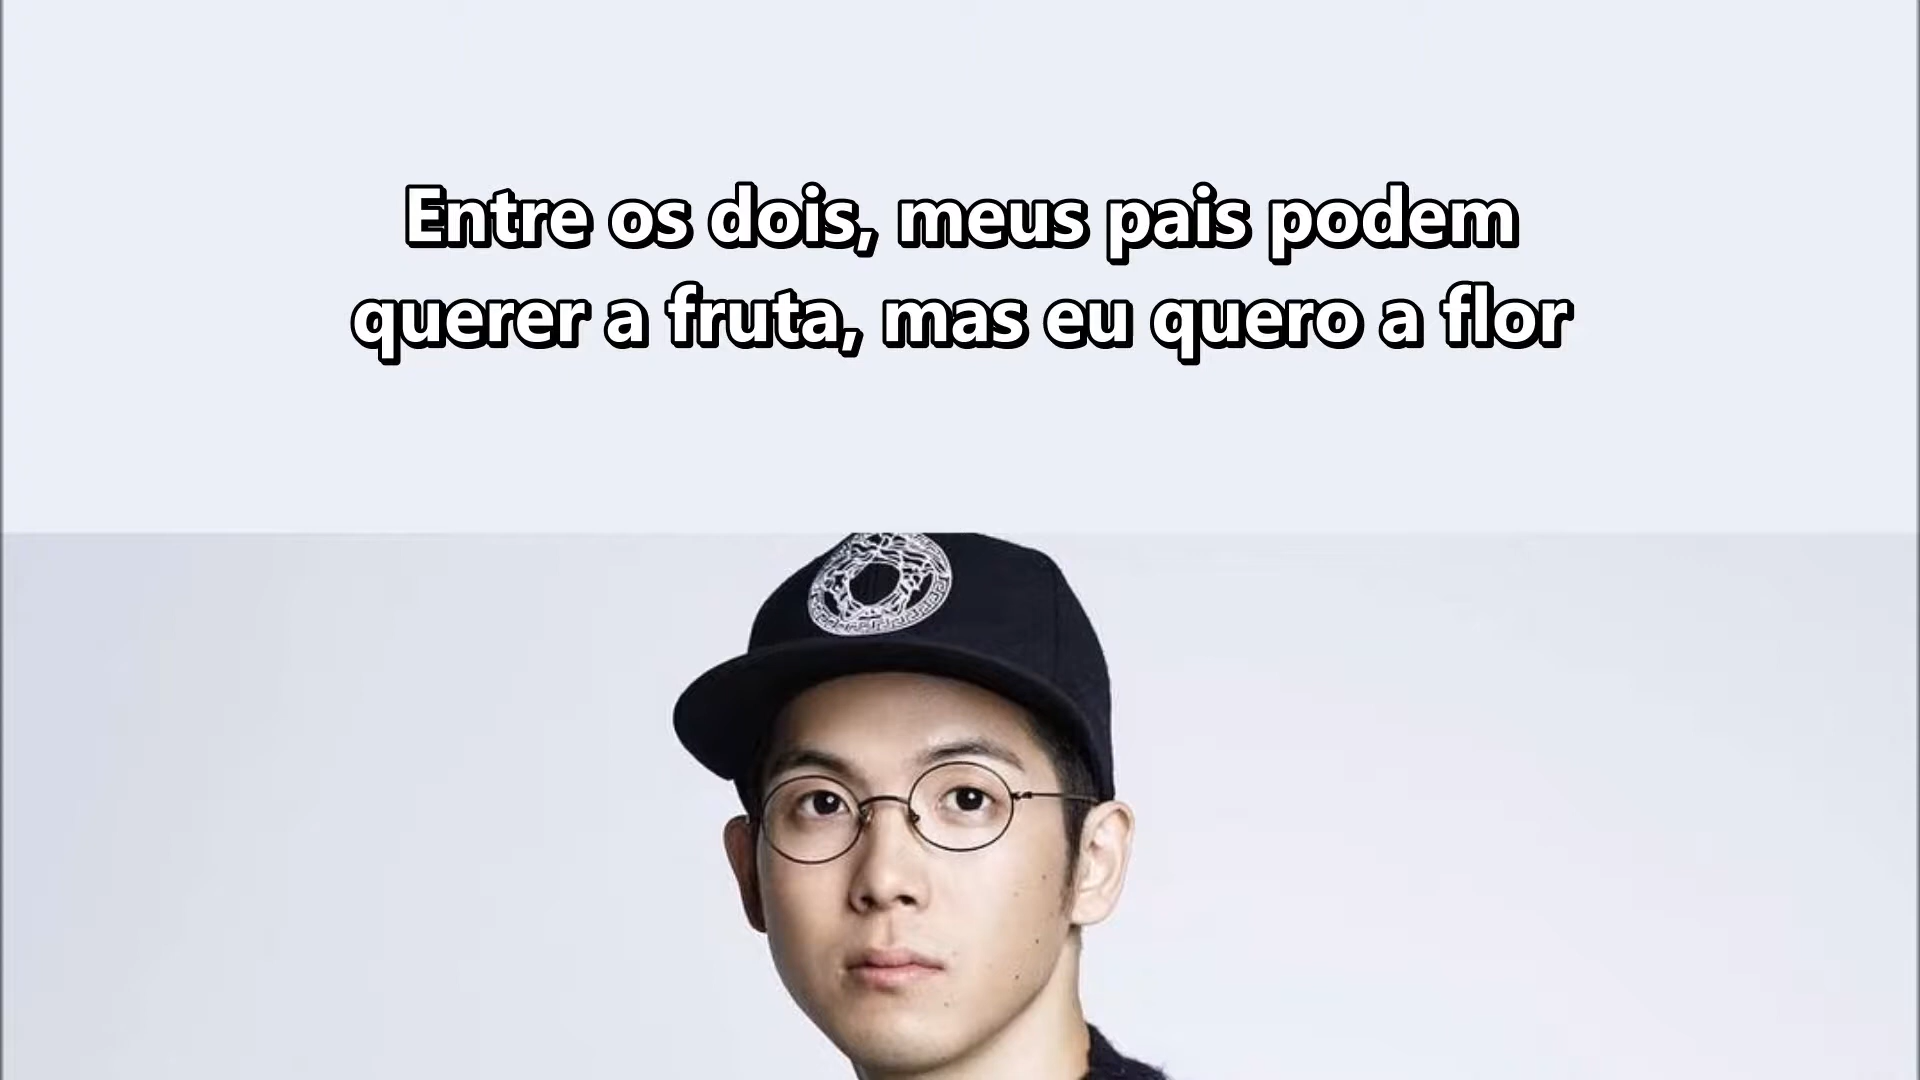 Entre os dois, meus pais podem
querer a fruta, mas eu quero a flor